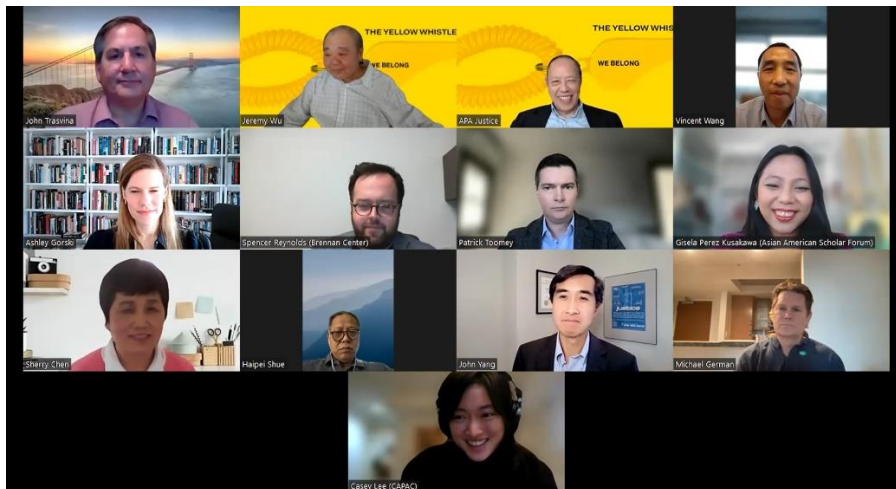 THE YELLOW WHISTLE
WE BELONG
THE YELLOW WHIS
WE BELONG
John Trasvina
Jeremy Wu
APA Justice
Vincent Wang
Ashley Gorski
Spencer Reynolds (Brennan Center)
Patrick Toomey
Gisela Perez Kusakawa (Asian American Scholar Forum)
justice
Sherry Chen
Haipei Shue
John Yang
Michael German
Casey Lee (CAPAC)